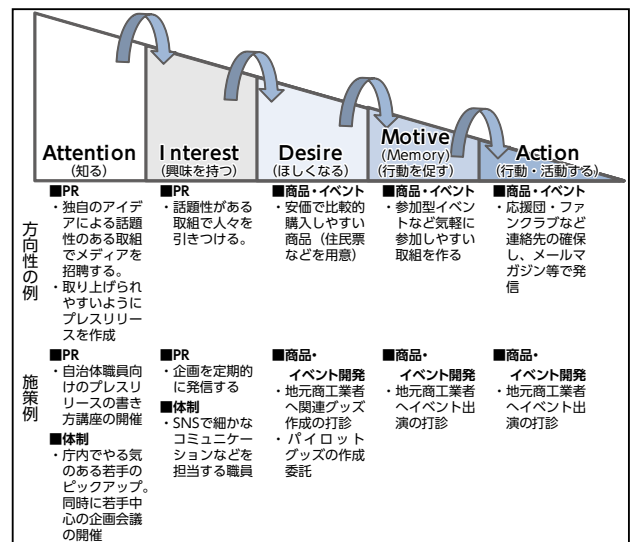 Attention
(知る)
Interest
(興味を持つ)
Desire
(ほしくなる)
Motive
(Memory)
(行動を促す)
Action
(行動・活動する)
方向性の例
■PR
・独自のアイデ
アによる話題
性のある取組
でメディアを
招聘する。
・取り上げられ
やすいように
プレスリリー
スを作成
■PR
・話題性がある
取組で人々を
引きつける。
■商品・イベント
・安価で比較的
購入しやすい
商品（住民票
などを用意）
■商品・イベント
・参加型イベン
トなど気軽に
参加しやすい
取組を作る
■商品・イベント
・応援団・ファ
ンクラブなど
連絡先の確保
し、メールマ
ガジン等で発
信
施策例
■PR
・自治体職員向
けのプレスリ
リースの書き
方講座の開催
■体制
・庁内でやる気
のある若手の
ピックアップ。
同時に若手中
心の企画会議
の開催
■PR
・企画を定期的
に発信する
■体制
・SNSで細かな
コミュニケー
ションなどを
担当する職員
■商品・
イベント開発
・地元商工業者
へ関連グッズ
作成の打診
・パイロット
グッズの作成
委託
■商品・
イベント開発
・地元商工業者
へイベント出
演の打診
■商品・
イベント開発
・地元商工業者
へイベント出
演の打診